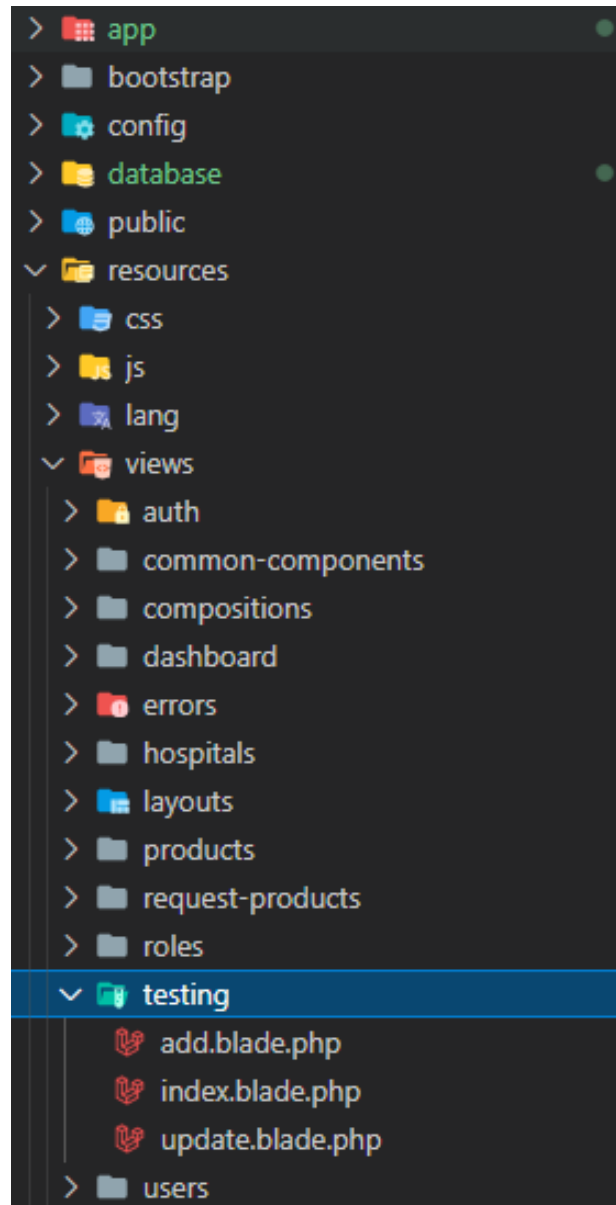 app
bootstrap
config
database
public
resources
css
js
lang
views
auth
common-components
compositions
dashboard
errors
hospitals
layouts
products
request-products
roles
testing
add.blade.php
index.blade.php
update.blade.php
users